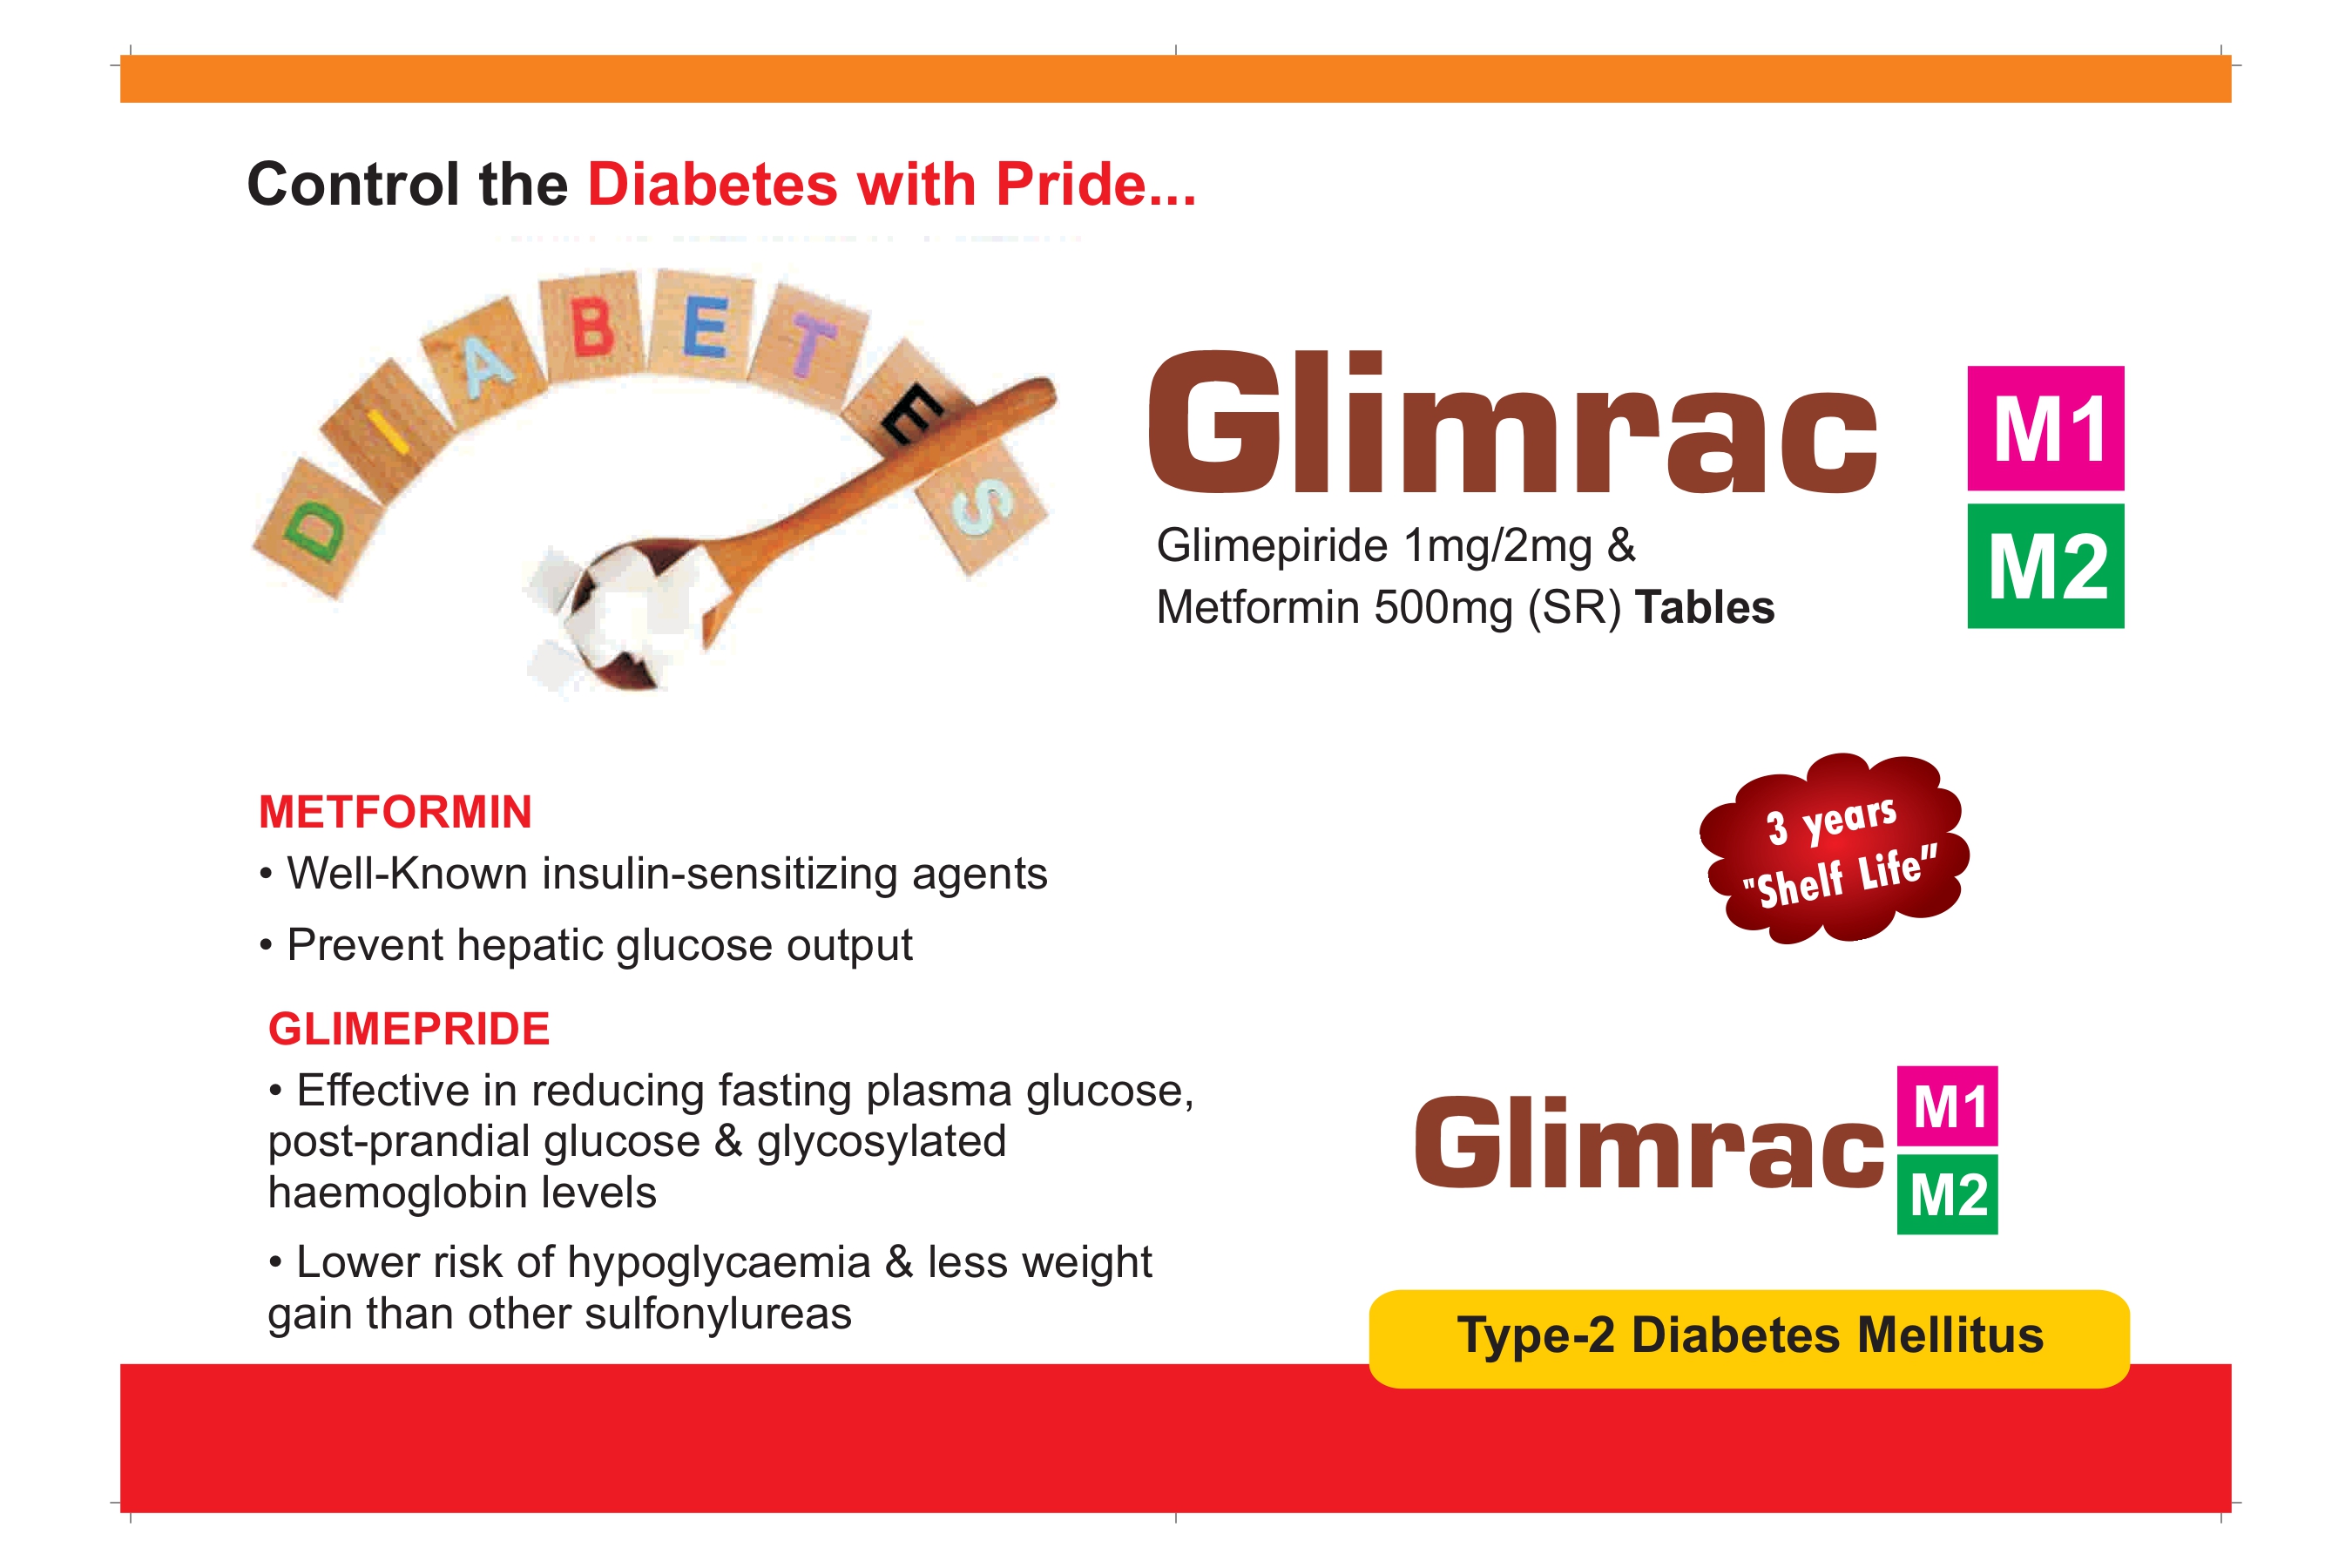 Control the Diabetes with Pride...
DIABETES
Glimrac
M1
M2
Glimepiride 1mg/2mg &
Metformin 500mg (SR) Tables
METFORMIN
• Well-Known insulin-sensitizing agents
• Prevent hepatic glucose output
3 years
"Shelf Life”
GLIMEPRIDE
• Effective in reducing fasting plasma glucose,
post-prandial glucose & glycosylated
haemoglobin levels
• Lower risk of hypoglycaemia & less weight
gain than other sulfonylureas
Glimrac
M1
M2
Type-2 Diabetes Mellitus